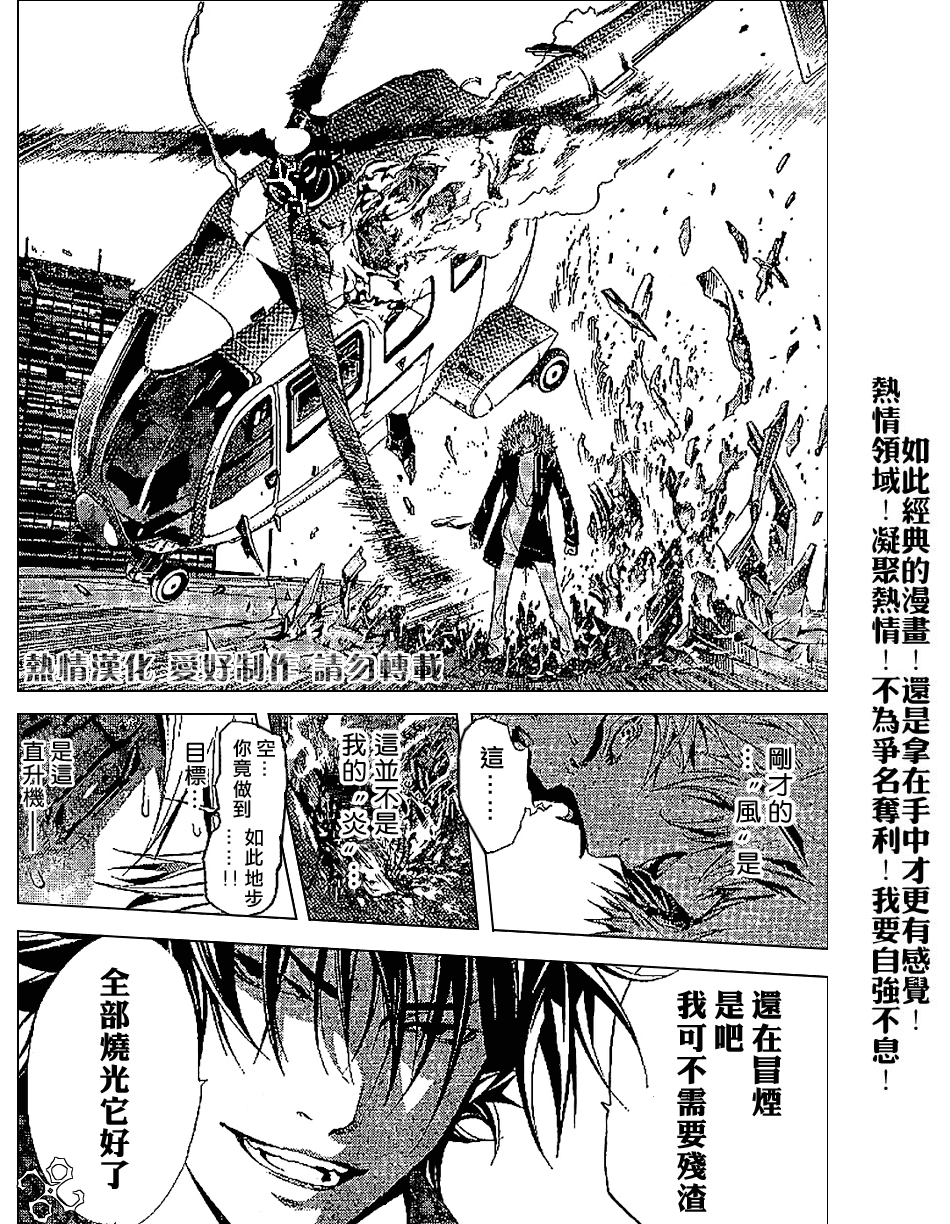 如此經典的漫畫！還是拿在手中才更有感覺！
熱情領域！凝聚熱情！不為爭名奪利！我要自強不息！
熱情漢化 愛好制作 請勿轉載
剛才的
…〝風〞是
這……
這並不是
我的〝炎〞…
空…
你竟做到
如此地步
……!!
目標…
是這
直升機——
還在冒煙
是吧
我可不需要殘渣
全部燒光它好了